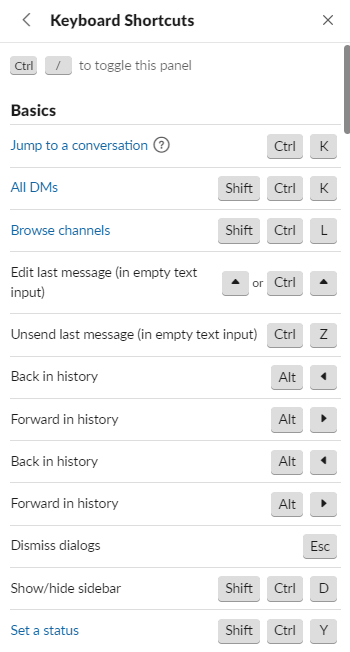 Keyboard Shortcuts
Ctrl / to toggle this panel
Basics
Jump to a conversation ? Ctrl K
All DMs Shift Ctrl K
Browse channels Shift Ctrl L
Edit last message (in empty text
input) ▲ or Ctrl ▲
Unsend last message (in empty text input) Ctrl Z
Back in history Alt ◀
Forward in history Alt ▶
Back in history Alt ◀
Forward in history Alt ▶
Dismiss dialogs Esc
Show/hide sidebar Shift Ctrl D
Set a status Shift Ctrl Y